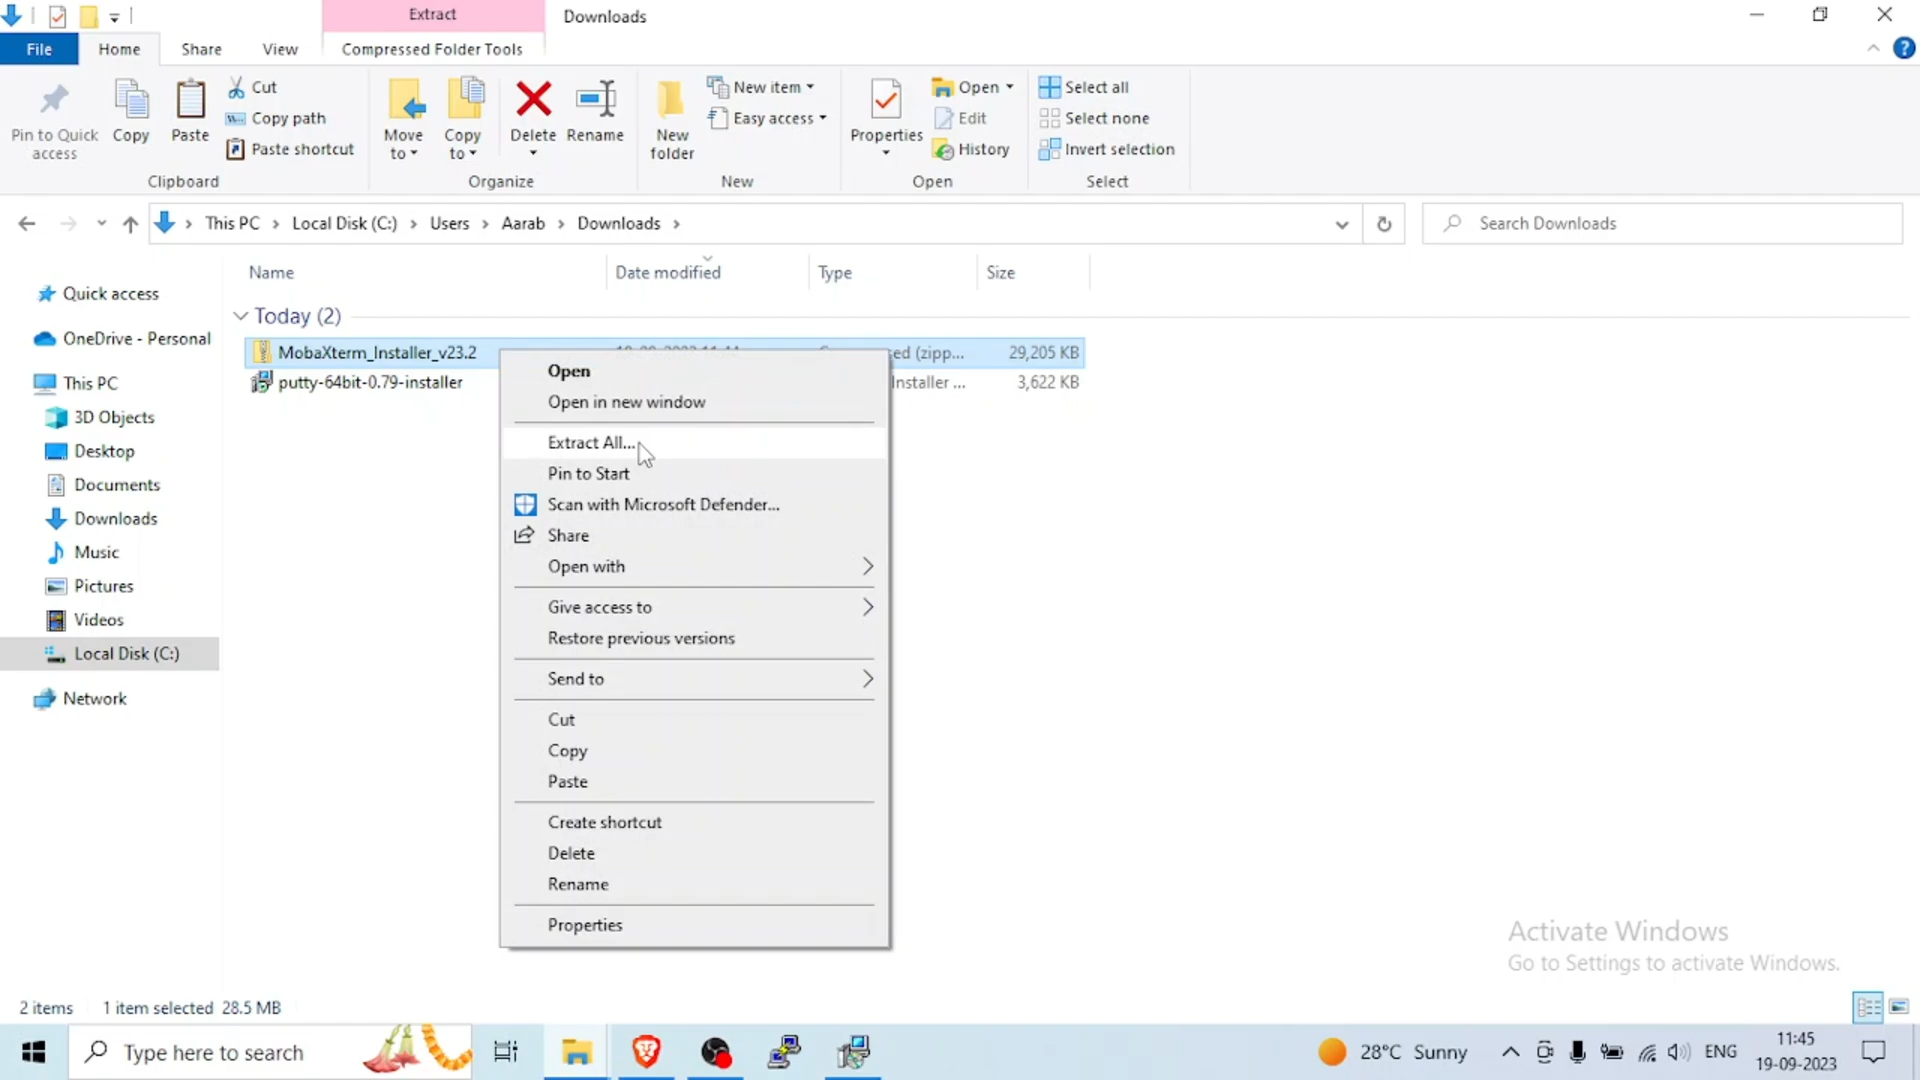 Extract
Downloads
File
Home
Share
View
Compressed Folder Tools
Pin to Quick access
Copy
Paste
Cut
Copy path
Paste shortcut
Clipboard
Move to
Copy to
Delete
Rename
Organize
New folder
New item
Easy access
New
Properties
Open
Edit
History
Open
Select all
Select none
Invert selection
Select
This PC > Local Disk (C:) > Users > Aarab > Downloads >
Search Downloads
Name
Date modified
Type
Size
Quick access
OneDrive - Personal
This PC
3D Objects
Desktop
Documents
Downloads
Music
Pictures
Videos
Local Disk (C:)
Network
Today (2)
MobaXterm_Installer_v23.2
ed (zipp...
29,205 KB
putty-64bit-0.79-installer
Installer ...
3,622 KB
Open
Open in new window
Extract All...
Pin to Start
Scan with Microsoft Defender...
Share
Open with
Give access to
Restore previous versions
Send to
Cut
Copy
Paste
Create shortcut
Delete
Rename
Properties
Activate Windows
Go to Settings to activate Windows.
2 items
1 item selected 28.5 MB
Type here to search
28°C Sunny
ENG
11:45
19-09-2023